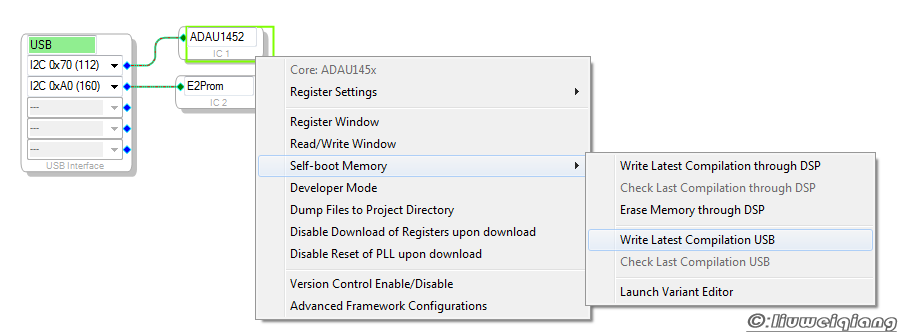 USB
I2C 0x70 (112)
I2C 0xA0 (160)
---
---
---
USB Interface
ADAU1452
IC 1
E2Prom
IC 2
Core: ADAU145x
Register Settings
Register Window
Read/Write Window
Self-boot Memory
Developer Mode
Dump Files to Project Directory
Disable Download of Registers upon download
Disable Reset of PLL upon download
Version Control Enable/Disable
Advanced Framework Configurations
Write Latest Compilation through DSP
Check Last Compilation through DSP
Erase Memory through DSP
Write Latest Compilation USB
Check Last Compilation USB
Launch Variant Editor
©:liuweiqiang